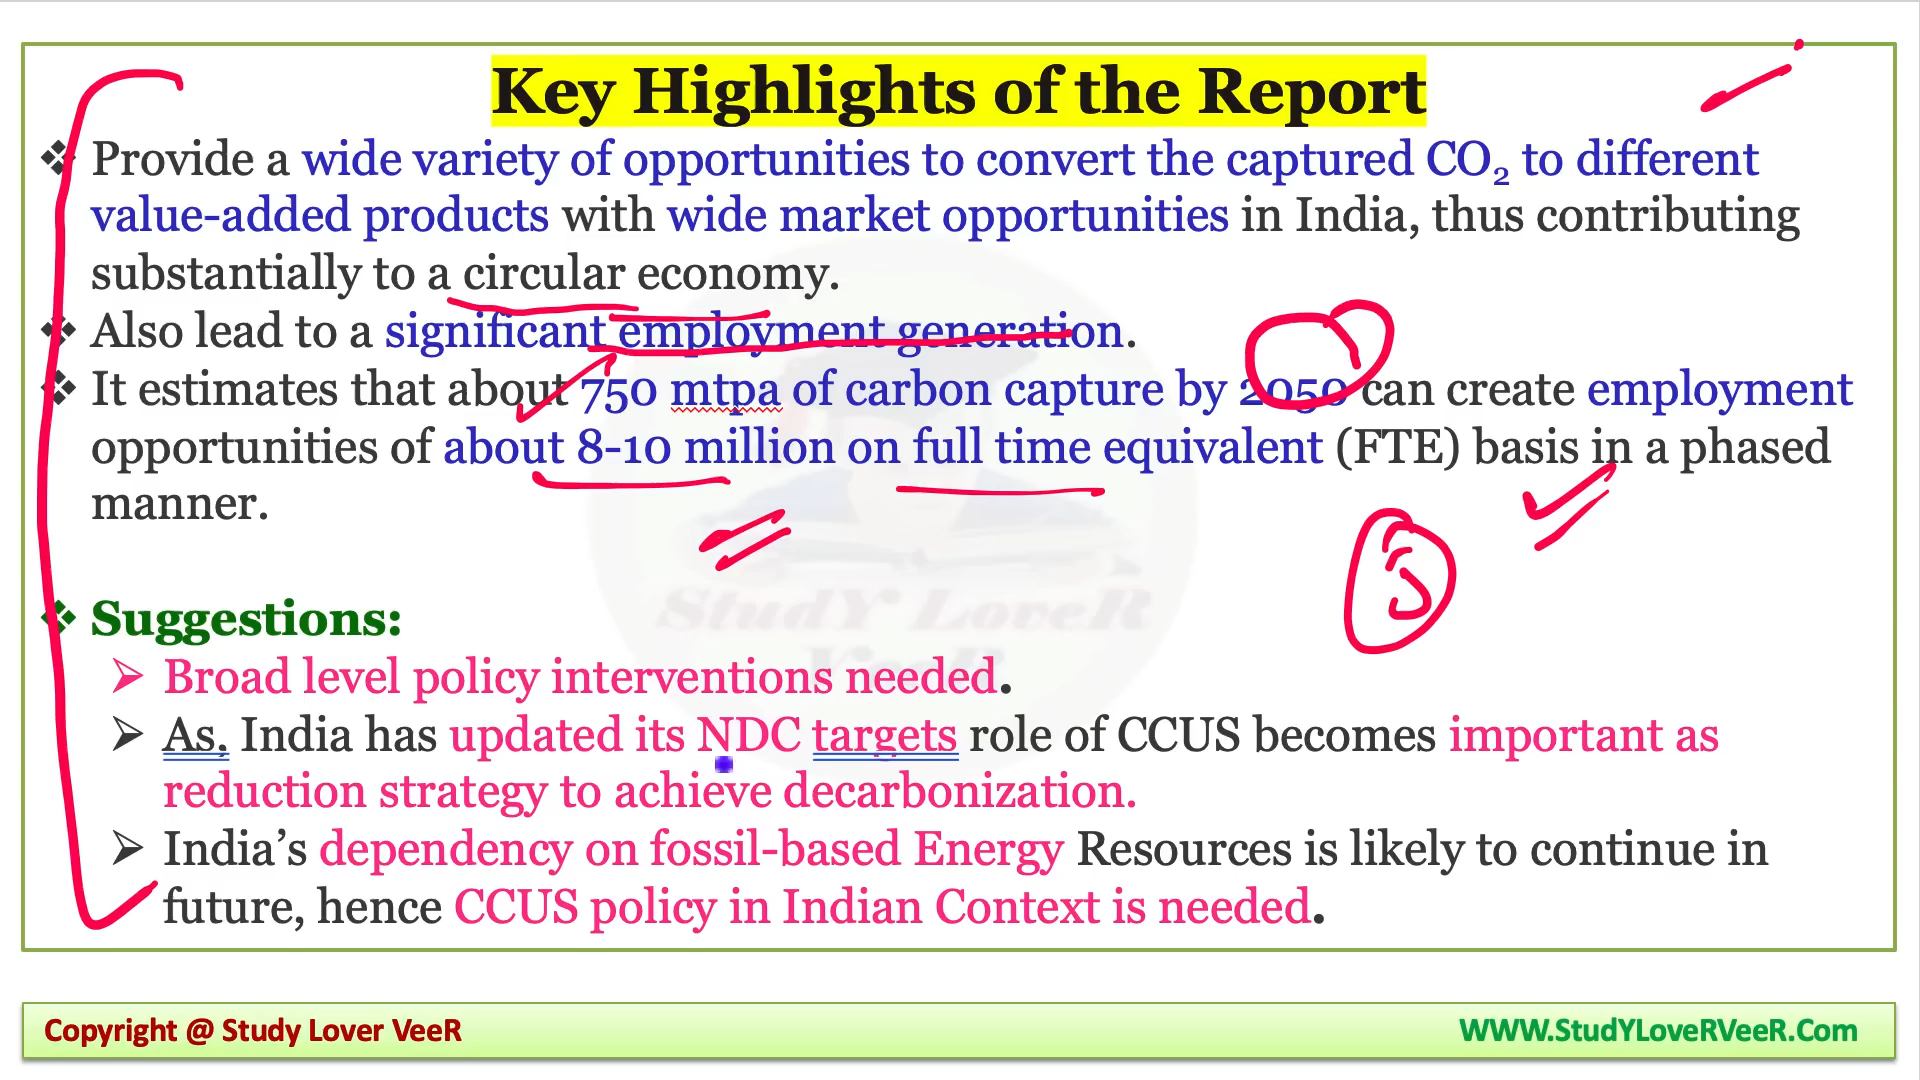 Key Highlights of the Report
Provide a wide variety of opportunities to convert the captured CO₂ to different
value-added products with wide market opportunities in India, thus contributing
substantially to a circular economy.
Also lead to a significant employment generation.
It estimates that about 750 mtpa of carbon capture by 2050 can create employment
opportunities of about 8-10 million on full time equivalent (FTE) basis in a phased
manner.
StudY LoveR
VeeR
Suggestions:
Broad level policy interventions needed.
As, India has updated its NDC targets role of CCUS becomes important as
reduction strategy to achieve decarbonization.
India’s dependency on fossil-based Energy Resources is likely to continue in
future, hence CCUS policy in Indian Context is needed.
Copyright @ Study Lover VeeR
WWW.StudYLoveRVeeR.Com